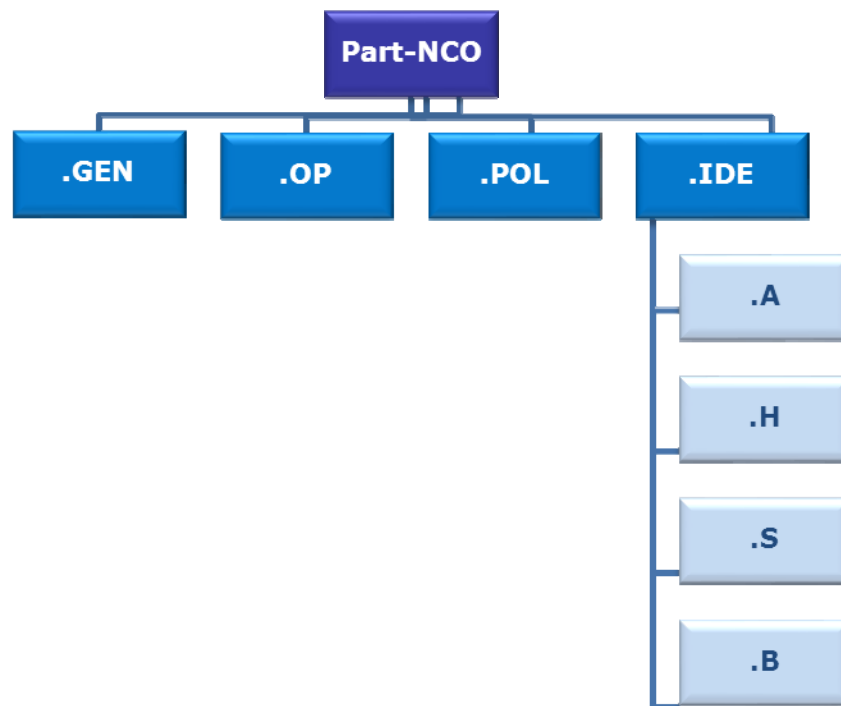 Part-NCO
.GEN
.OP
.POL
.IDE
.A
.H
.S
.B